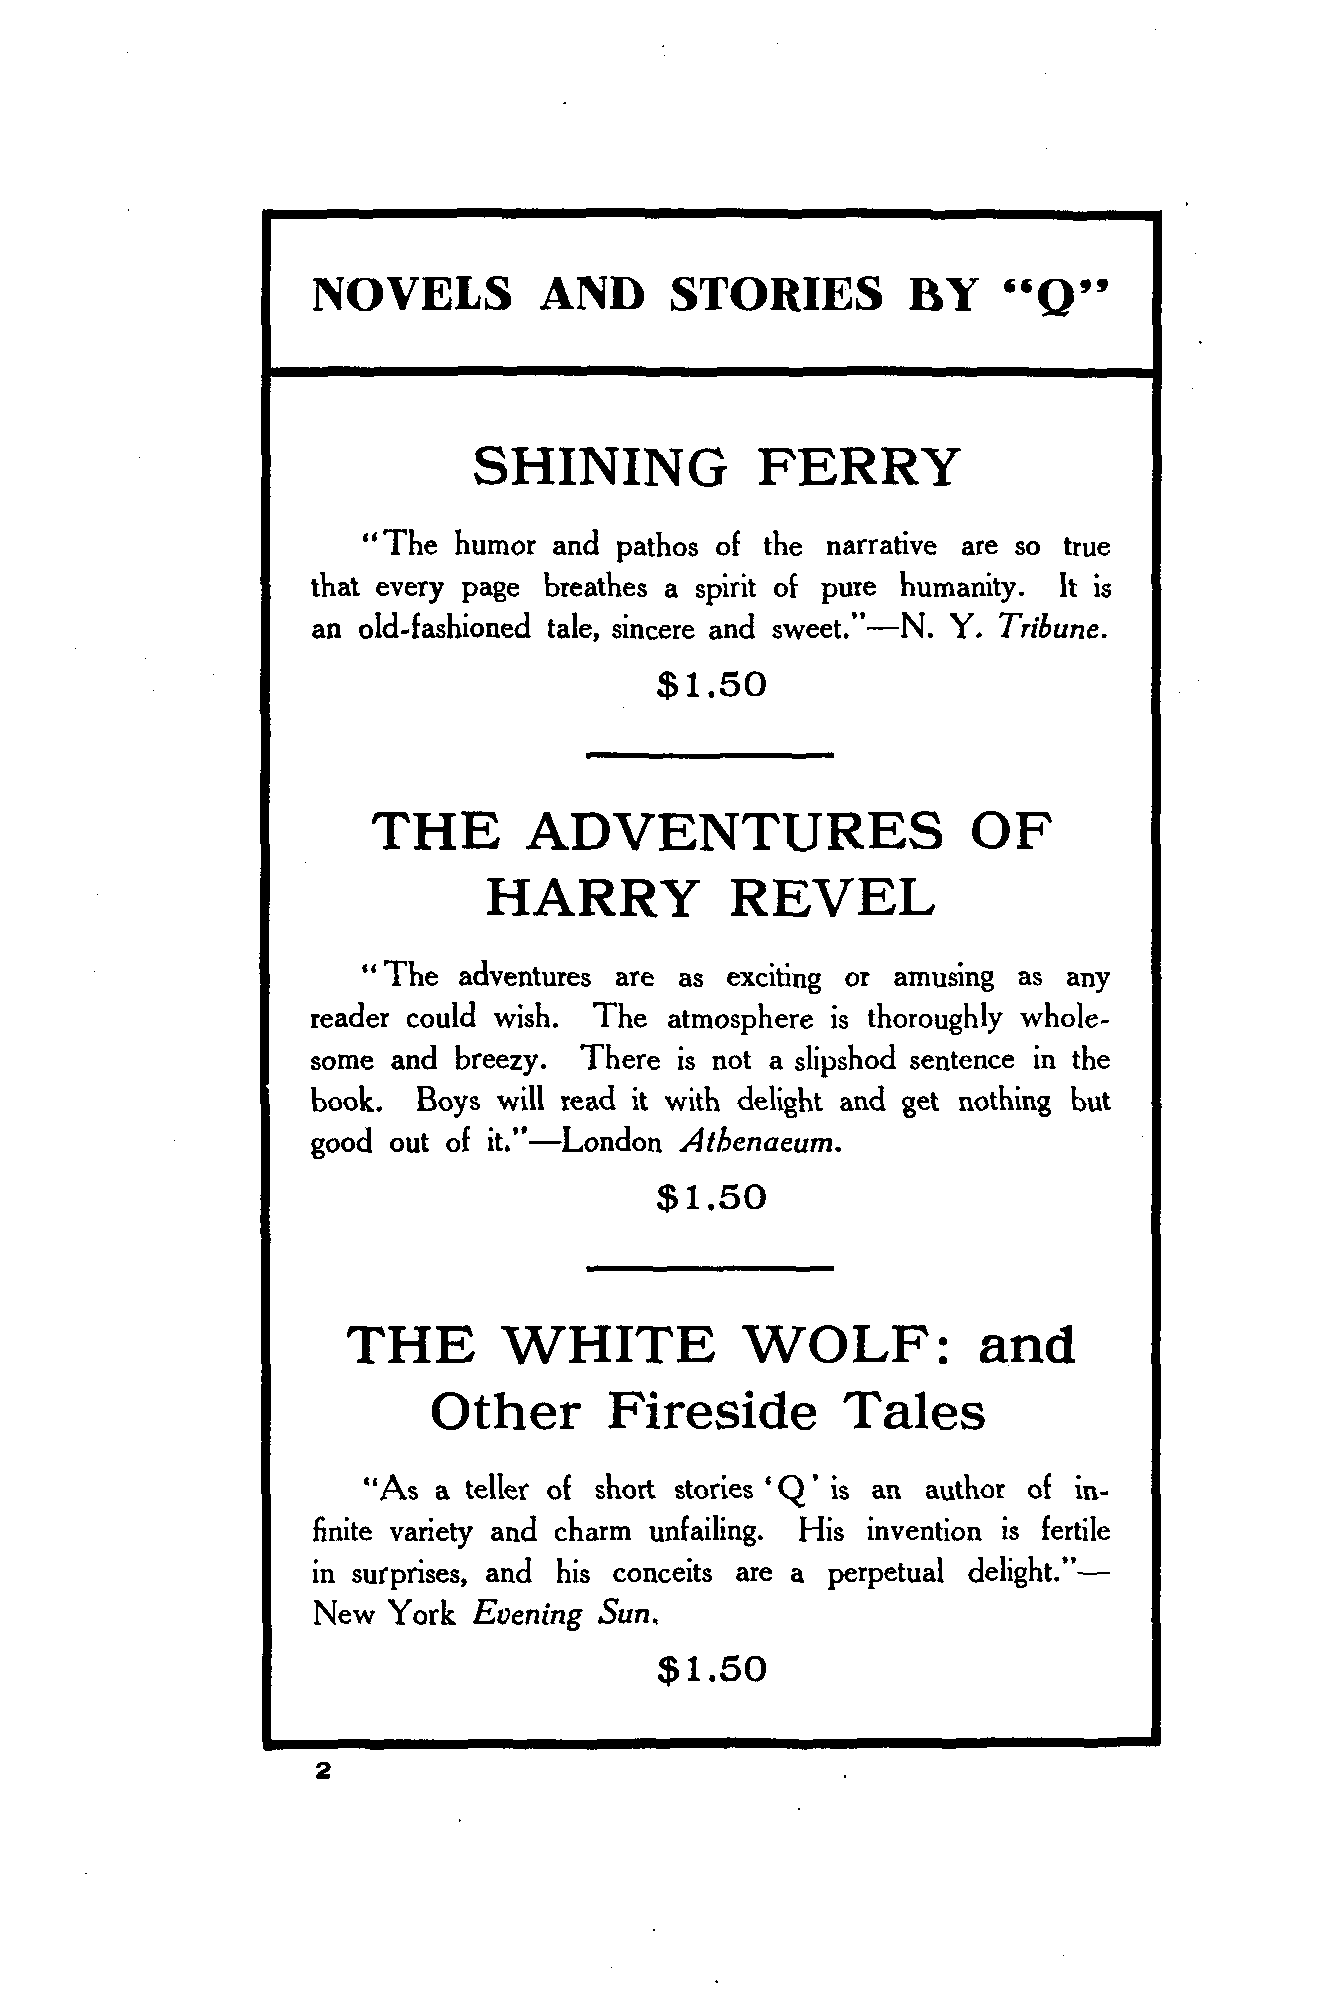 NOVELS AND STORIES BY “Q”
SHINING FERRY
“The humor and pathos of the narrative are so true
that every page breathes a spirit of pure humanity. It is
an old-fashioned tale, sincere and sweet.”—N. Y. Tribune.
$1.50
THE ADVENTURES OF
HARRY REVEL
“The adventures are as exciting or amusing as any
reader could wish. The atmosphere is thoroughly whole-
some and breezy. There is not a slipshod sentence in the
book. Boys will read it with delight and get nothing but
good out of it.”—London Athenaeum.
$1.50
THE WHITE WOLF: and
Other Fireside Tales
“As a teller of short stories ‘Q’ is an author of in-
finite variety and charm unfailing. His invention is fertile
in surprises, and his conceits are a perpetual delight.”—
New York Evening Sun.
$1.50
2